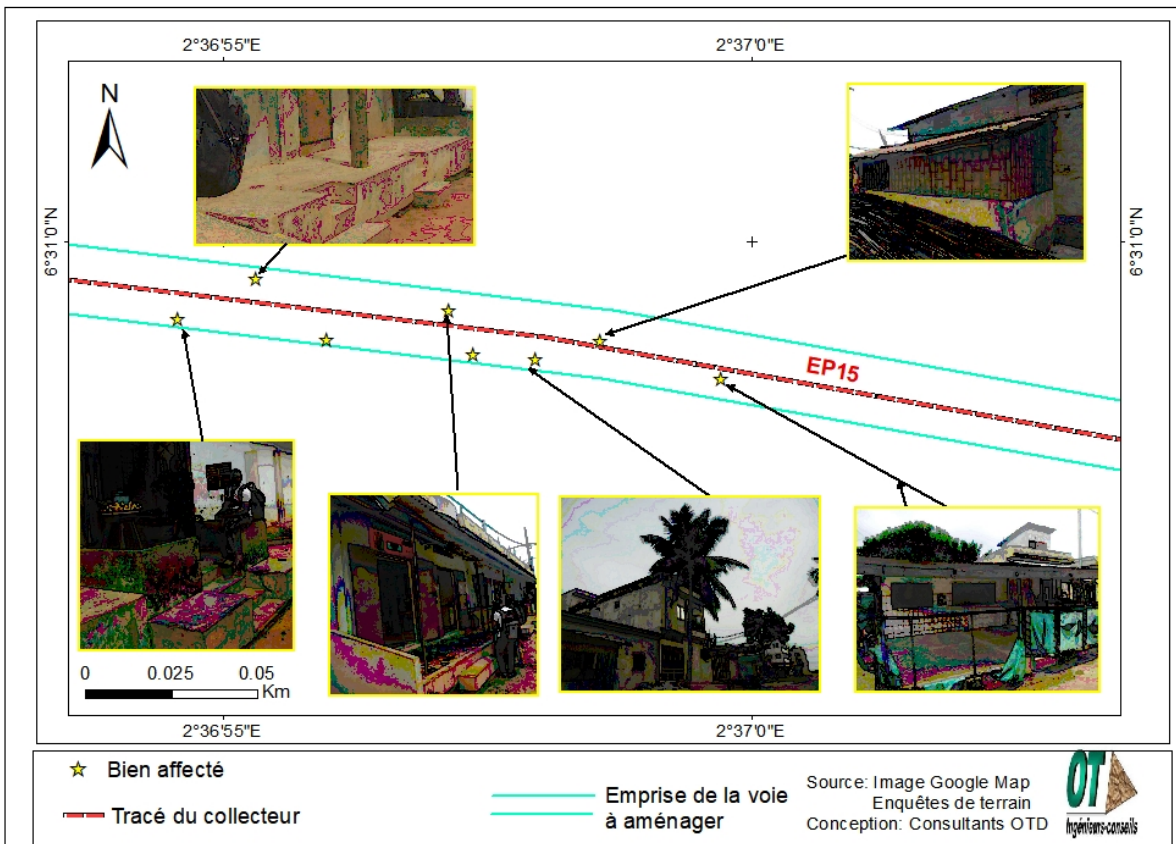 2°36'55"E
2°37'0"E
N
6°31'0"N
6°31'0"N
EP15
0 0.025 0.05
Km
2°36'55"E
2°37'0"E
Bien affecté
Tracé du collecteur
Emprise de la voie
à aménager
Source: Image Google Map
Enquêtes de terrain
Conception: Consultants OTD
OT
Ingénieurs-conseils